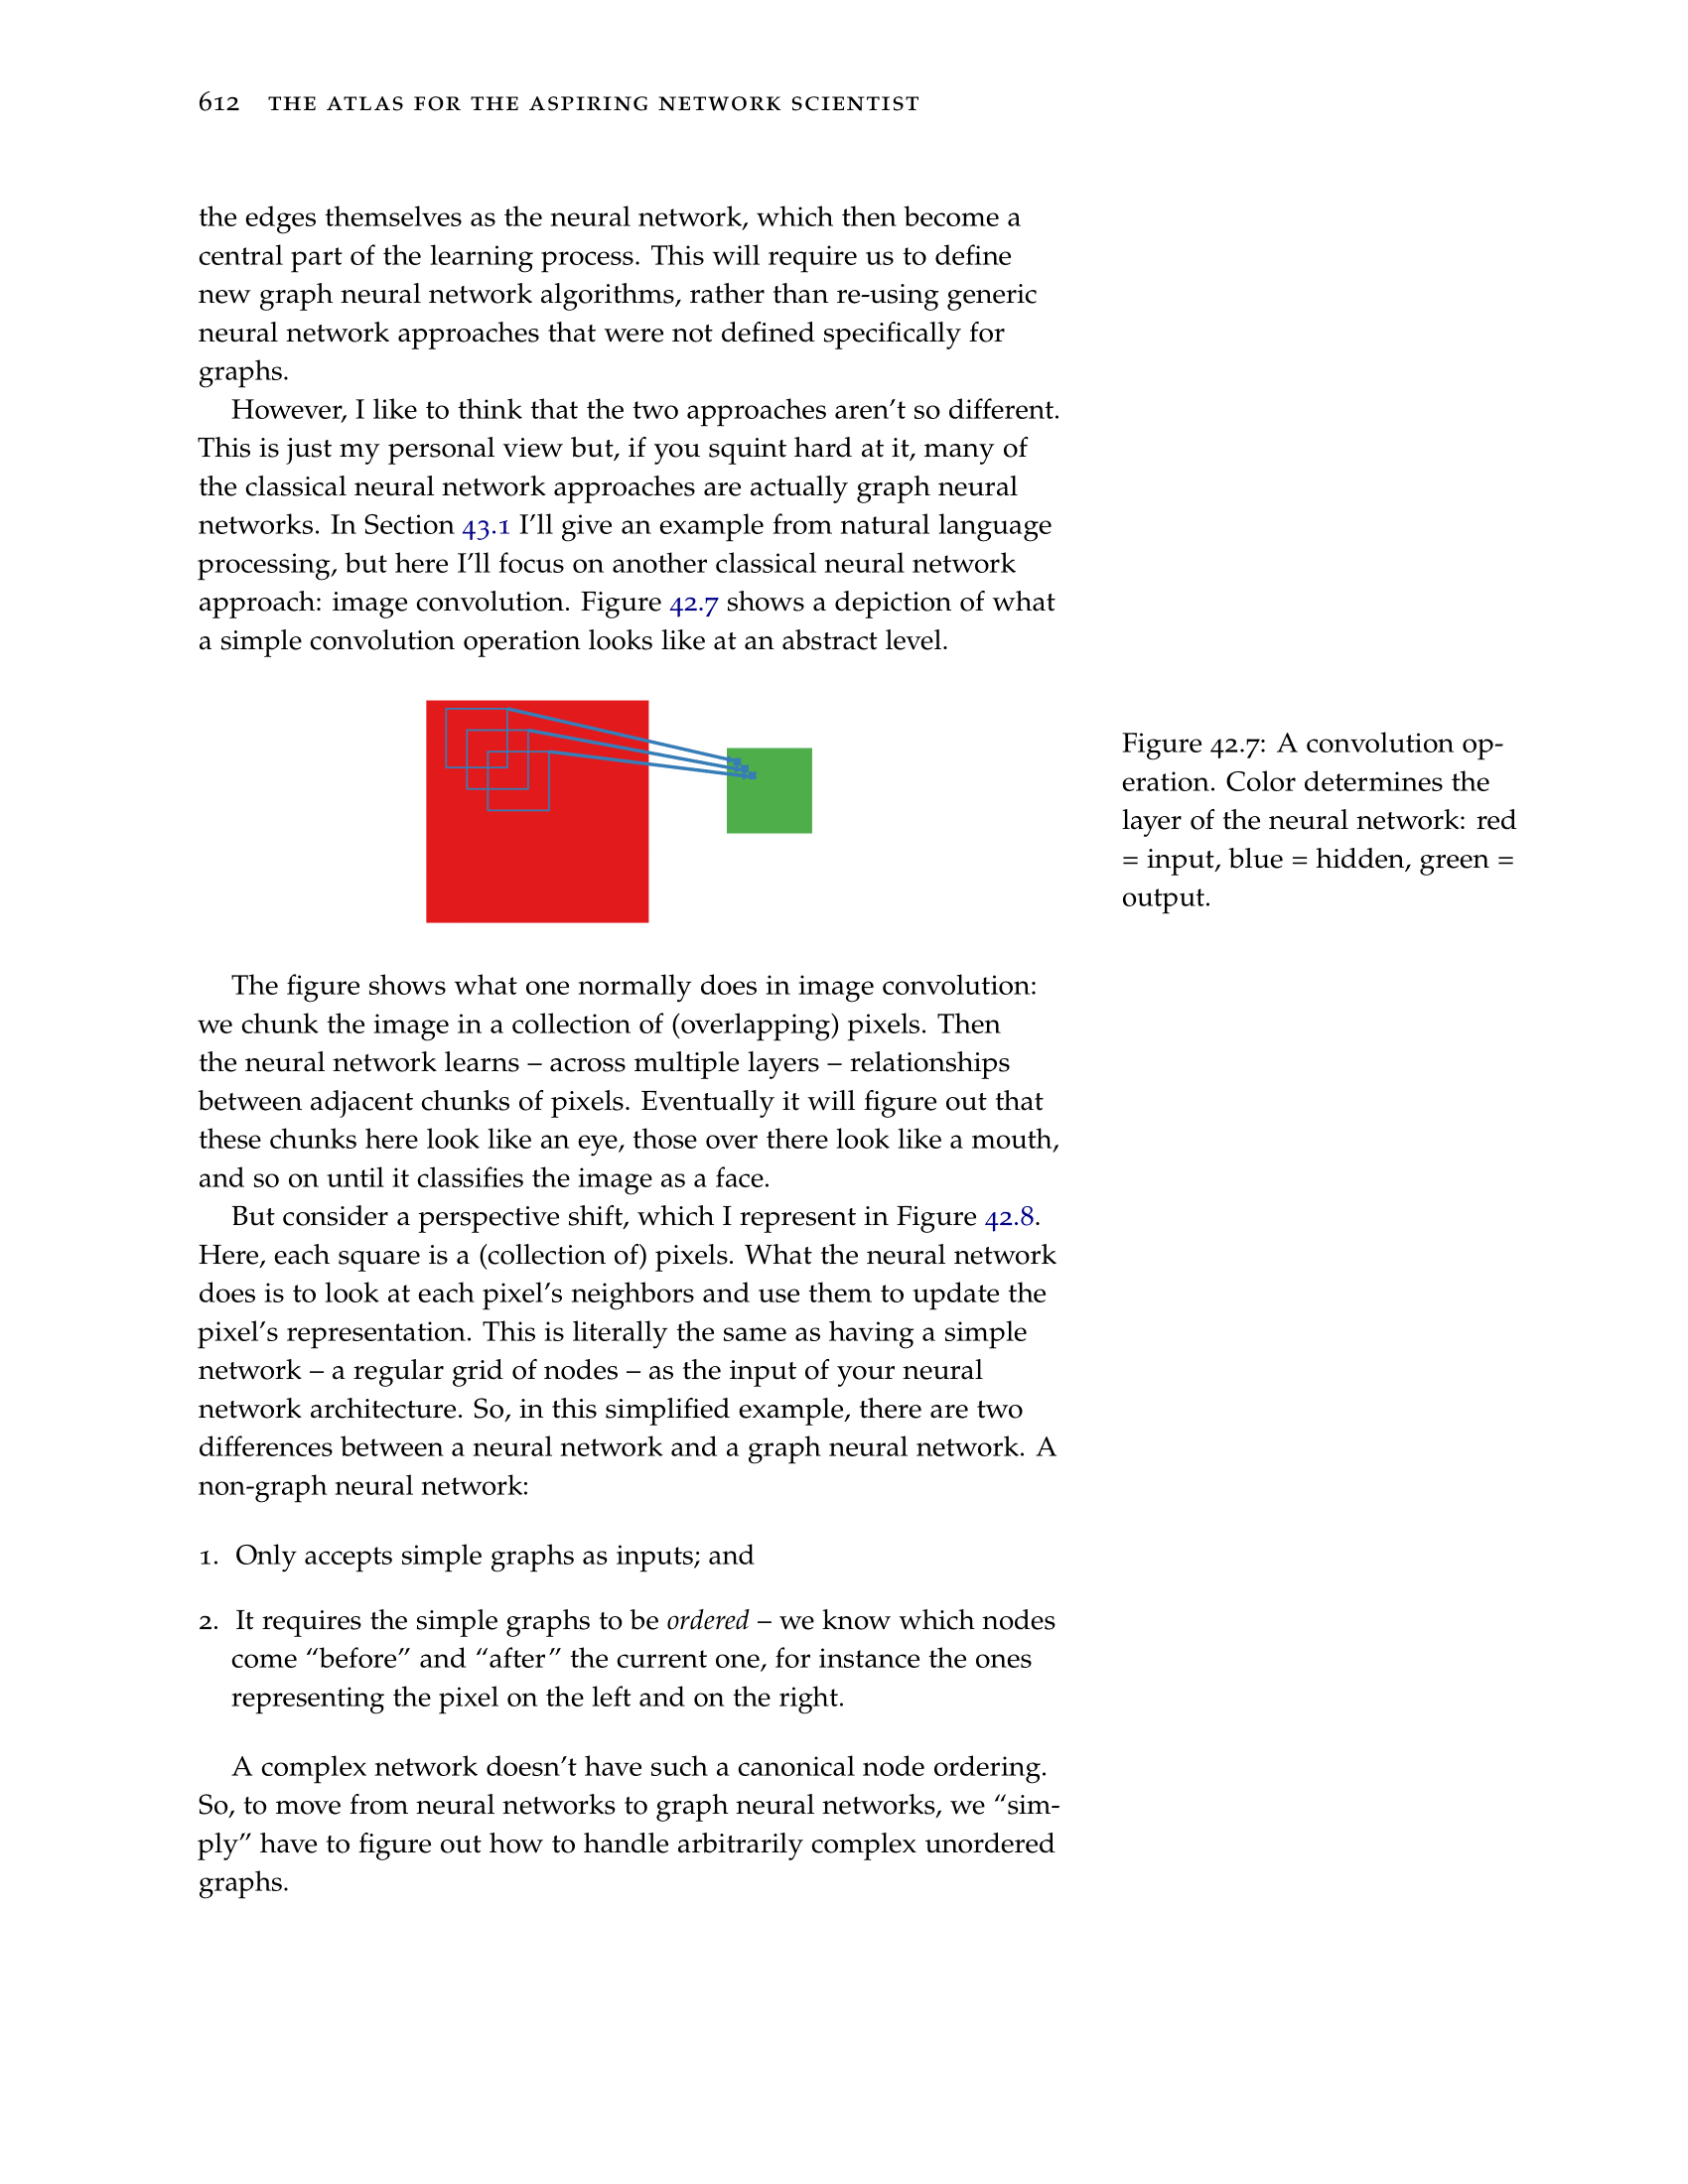 612 THE ATLAS FOR THE ASPIRING NETWORK SCIENTIST
the edges themselves as the neural network, which then become a
central part of the learning process. This will require us to define
new graph neural network algorithms, rather than re-using generic
neural network approaches that were not defined specifically for
graphs.
However, I like to think that the two approaches aren’t so different.
This is just my personal view but, if you squint hard at it, many of
the classical neural network approaches are actually graph neural
networks. In Section 43.1 I’ll give an example from natural language
processing, but here I’ll focus on another classical neural network
approach: image convolution. Figure 42.7 shows a depiction of what
a simple convolution operation looks like at an abstract level.
Figure 42.7: A convolution op-
eration. Color determines the
layer of the neural network: red
= input, blue = hidden, green =
output.
The figure shows what one normally does in image convolution:
we chunk the image in a collection of (overlapping) pixels. Then
the neural network learns – across multiple layers – relationships
between adjacent chunks of pixels. Eventually it will figure out that
these chunks here look like an eye, those over there look like a mouth,
and so on until it classifies the image as a face.
But consider a perspective shift, which I represent in Figure 42.8.
Here, each square is a (collection of) pixels. What the neural network
does is to look at each pixel’s neighbors and use them to update the
pixel’s representation. This is literally the same as having a simple
network – a regular grid of nodes – as the input of your neural
network architecture. So, in this simplified example, there are two
differences between a neural network and a graph neural network. A
non-graph neural network:
1. Only accepts simple graphs as inputs; and
2. It requires the simple graphs to be ordered – we know which nodes
come “before” and “after” the current one, for instance the ones
representing the pixel on the left and on the right.
A complex network doesn’t have such a canonical node ordering.
So, to move from neural networks to graph neural networks, we “sim-
ply” have to figure out how to handle arbitrarily complex unordered
graphs.